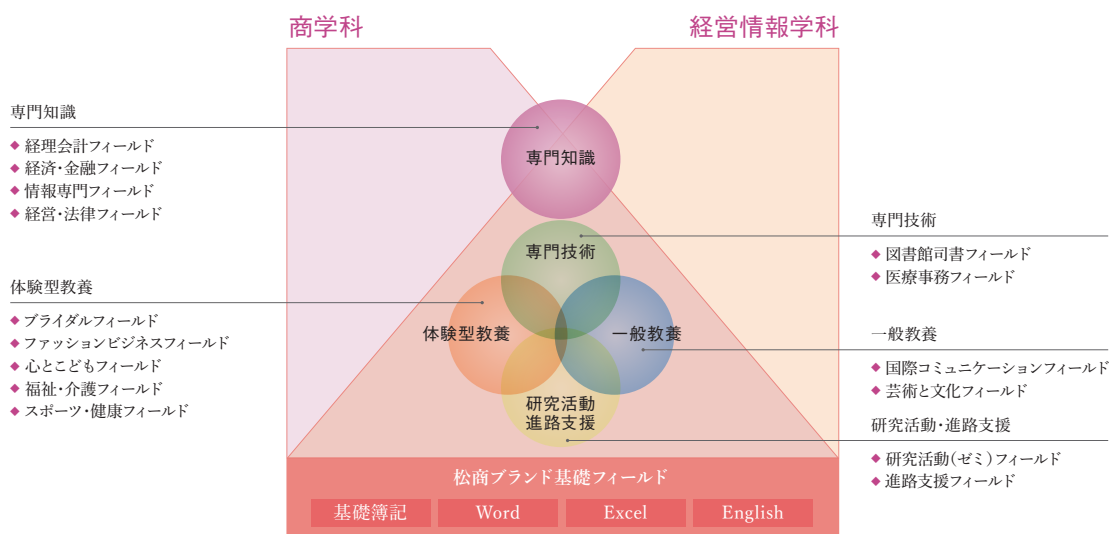 商学科
経営情報学科
専門知識
◆ 経理会計フィールド
◆ 経済・金融フィールド
◆ 情報専門フィールド
◆ 経営・法律フィールド
体験型教養
◆ ブライダルフィールド
◆ ファッションビジネスフィールド
◆ 心とこどもフィールド
◆ 福祉・介護フィールド
◆ スポーツ・健康フィールド
専門知識
専門技術
体験型教養
一般教養
研究活動
進路支援
専門技術
◆ 図書館司書フィールド
◆ 医療事務フィールド
一般教養
◆ 国際コミュニケーションフィールド
◆ 芸術と文化フィールド
研究活動・進路支援
◆ 研究活動(ゼミ)フィールド
◆ 進路支援フィールド
松商ブランド基礎フィールド
基礎簿記
Word
Excel
English